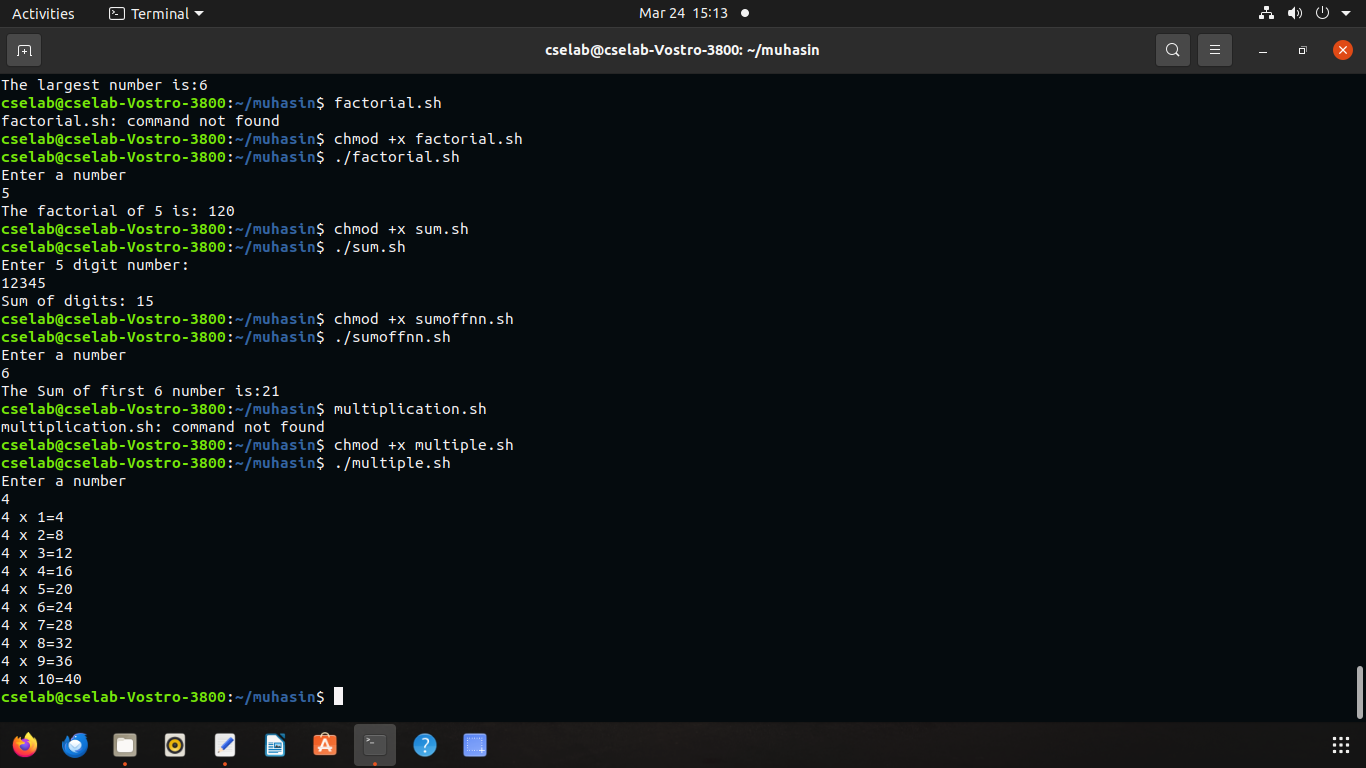 Activities
Terminal
Mar 24 15:13
cselab@cselab-Vostro-3800: ~/muhasin
The largest number is:6
cselab@cselab-Vostro-3800:~/muhasin$ factorial.sh
factorial.sh: command not found
cselab@cselab-Vostro-3800:~/muhasin$ chmod +x factorial.sh
cselab@cselab-Vostro-3800:~/muhasin$ ./factorial.sh
Enter a number
5
The factorial of 5 is: 120
cselab@cselab-Vostro-3800:~/muhasin$ chmod +x sum.sh
cselab@cselab-Vostro-3800:~/muhasin$ ./sum.sh
Enter 5 digit number:
12345
Sum of digits: 15
cselab@cselab-Vostro-3800:~/muhasin$ chmod +x sumoffnn.sh
cselab@cselab-Vostro-3800:~/muhasin$ ./sumoffnn.sh
Enter a number
6
The Sum of first 6 number is:21
cselab@cselab-Vostro-3800:~/muhasin$ multiplication.sh
multiplication.sh: command not found
cselab@cselab-Vostro-3800:~/muhasin$ chmod +x multiple.sh
cselab@cselab-Vostro-3800:~/muhasin$ ./multiple.sh
Enter a number
4
4 x 1=4
4 x 2=8
4 x 3=12
4 x 4=16
4 x 5=20
4 x 6=24
4 x 7=28
4 x 8=32
4 x 9=36
4 x 10=40
cselab@cselab-Vostro-3800:~/muhasin$